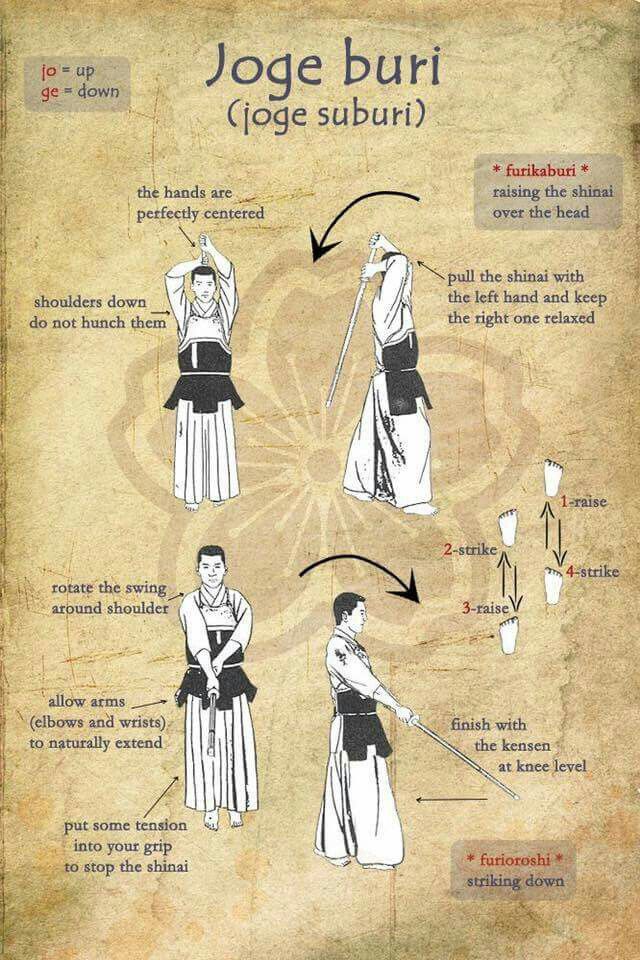 Joge buri
(joge suburi)
jo = up
ge = down
* furikaburi *
raising the shinai
over the head
the hands are
perfectly centered
shoulders down
do not hunch them
pull the shinai with
the left hand and keep
the right one relaxed
1-raise
2-strike
3-raise
4-strike
rotate the swing
around shoulder
allow arms
(elbows and wrists)
to naturally extend
put some tension
into your grip
to stop the shinai
finish with
the kensen
at knee level
* furioroshi *
striking down